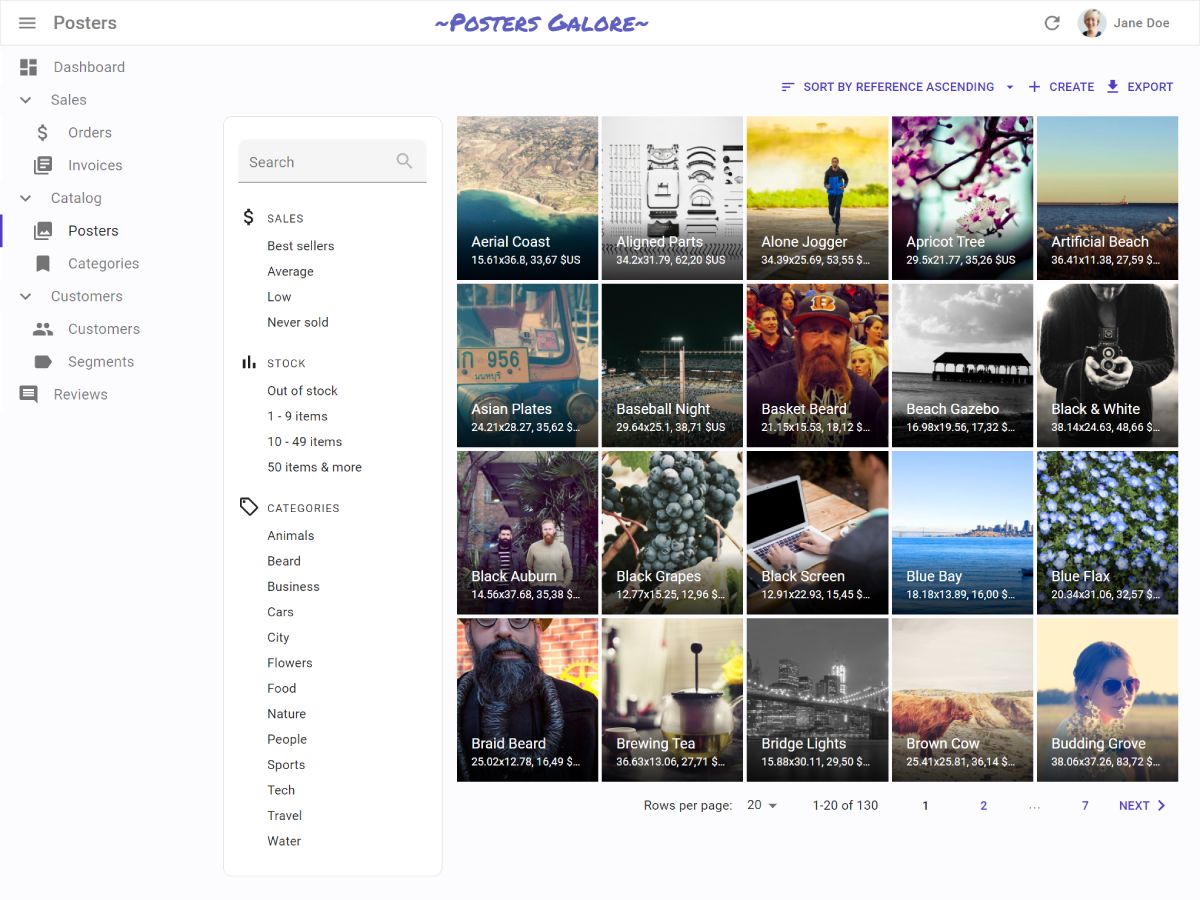 Posters
~Posters Galore~
Jane Doe
Dashboard
Sales
Orders
Invoices
Catalog
Posters
Categories
Customers
Customers
Segments
Reviews
SORT BY REFERENCE ASCENDING
CREATE
EXPORT
Search
SALES
Best sellers
Average
Low
Never sold
STOCK
Out of stock
1 - 9 items
10 - 49 items
50 items & more
CATEGORIES
Animals
Beard
Business
Cars
City
Flowers
Food
Nature
People
Sports
Tech
Travel
Water
Aerial Coast
15.61x36.8, 33,67 $US
Aligned Parts
34.2x31.79, 62,20 $US
Alone Jogger
34.39x25.69, 53,55 $...
Apricot Tree
29.5x21.77, 35,26 $US
Artificial Beach
36.41x11.38, 27,59 $...
956
Asian Plates
24.21x28.27, 35,62 $...
Baseball Night
29.64x25.1, 38,71 $US
Basket Beard
21.15x15.53, 18,12 $...
Beach Gazebo
16.98x19.56, 17,32 $...
Black & White
38.14x24.63, 48,66 $...
Black Auburn
14.56x37.68, 35,38 $...
Black Grapes
12.77x15.25, 12,96 $...
Black Screen
12.91x22.93, 15,45 $...
Blue Bay
18.18x13.89, 16,00 $...
Blue Flax
20.34x31.06, 32,57 $...
Braid Beard
25.02x12.78, 16,49 $...
Brewing Tea
36.63x13.06, 27,71 $...
Bridge Lights
15.88x30.11, 29,50 $...
Brown Cow
25.41x25.81, 36,14 $...
Budding Grove
38.06x37.26, 83,72 $...
Rows per page: 20 1-20 of 130 1 2 ... 7 NEXT